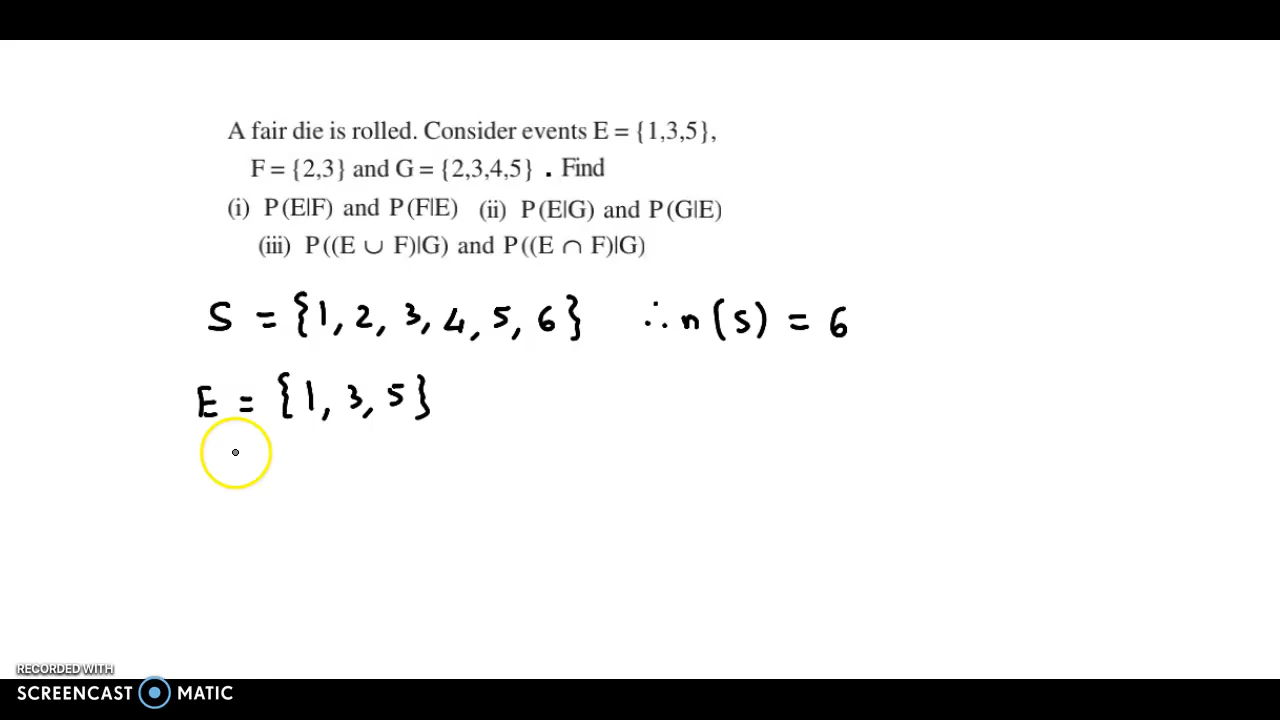 A fair die is rolled. Consider events E = {1,3,5},
F = {2,3} and G = {2,3,4,5} . Find
(i) P(E|F) and P(F|E) (ii) P(E|G) and P(G|E)
(iii) P((E ∪ F)|G) and P((E ∩ F)|G)
S = {1, 2, 3, 4, 5, 6} ∴ n(S) = 6
E = {1, 3, 5}
RECORDED WITH
SCREENCAST MATIC